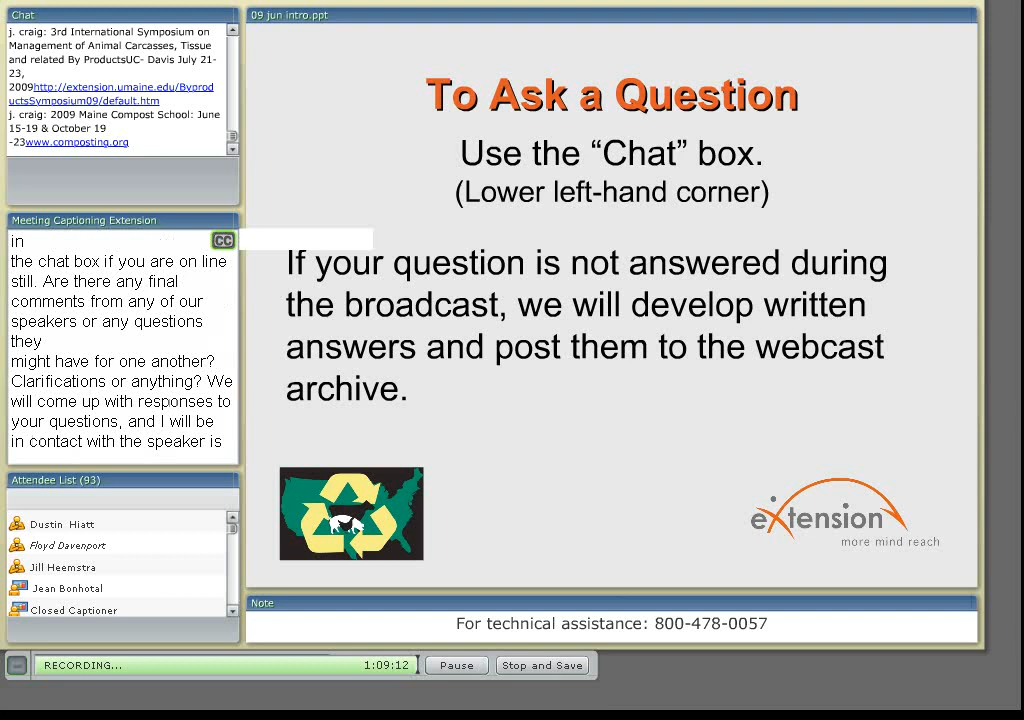 Chat
j. craig: 3rd International Symposium on
Management of Animal Carcasses, Tissue
and related By ProductsUC- Davis July 21-
23,
2009http://extension.umaine.edu/Byprod
uctsSymposium09/default.htm
j. craig: 2009 Maine Compost School: June
15-19 & October 19
-23www.composting.org
Meeting Captioning Extension
CC
in
the chat box if you are on line
still. Are there any final
comments from any of our
speakers or any questions
they
might have for one another?
Clarifications or anything? We
will come up with responses to
your questions, and I will be
in contact with the speaker is
Attendee List (93)
Dustin Hiatt
Floyd Davenport
Jill Heemstra
Jean Bonhotal
Closed Captioner
09 jun intro.ppt
To Ask a Question
Use the “Chat” box.
(Lower left-hand corner)
If your question is not answered during
the broadcast, we will develop written
answers and post them to the webcast
archive.
eXtension
more mind reach
Note
For technical assistance: 800-478-0057
RECORDING...
1:09:12
Pause
Stop and Save